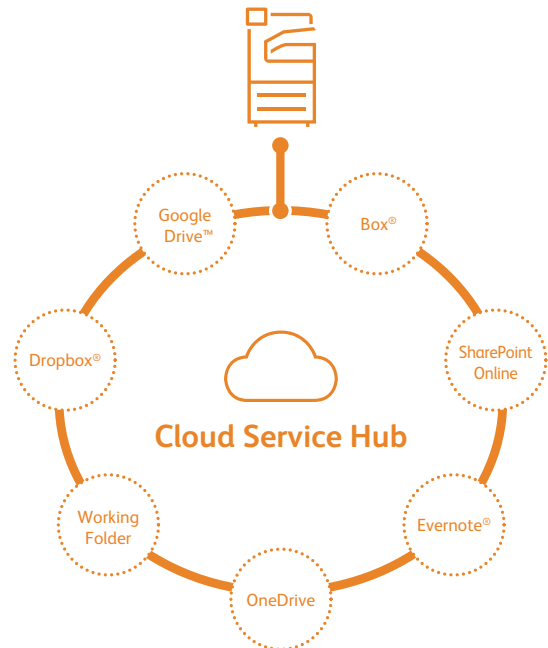 Google
Drive™
Box®
Dropbox®
SharePoint
Online
Cloud Service Hub
Working
Folder
Evernote®
OneDrive